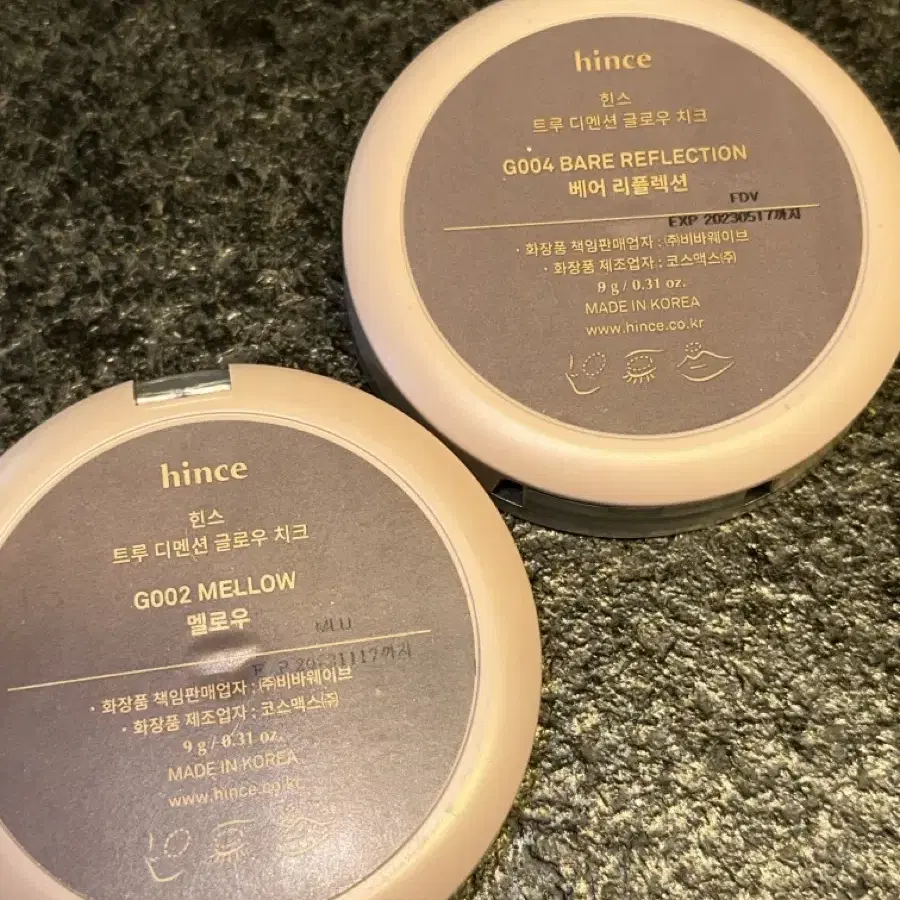 hince
힌스
트루 디멘션 글로우 치크
G004 BARE REFLECTION
베어 리플렉션
FDV
EXP 20230517까지
· 화장품 책임판매업자 : ㈜비바웨이브
· 화장품 제조업자 : 코스맥스㈜
9 g / 0.31 oz.
MADE IN KOREA
www.hince.co.kr
hince
힌스
트루 디멘션 글로우 치크
G002 MELLOW
멜로우
· 화장품 책임판매업자 : ㈜비바웨이브
· 화장품 제조업자 : 코스맥스㈜
9 g / 0.31 oz.
MADE IN KOREA
www.hince.co.kr